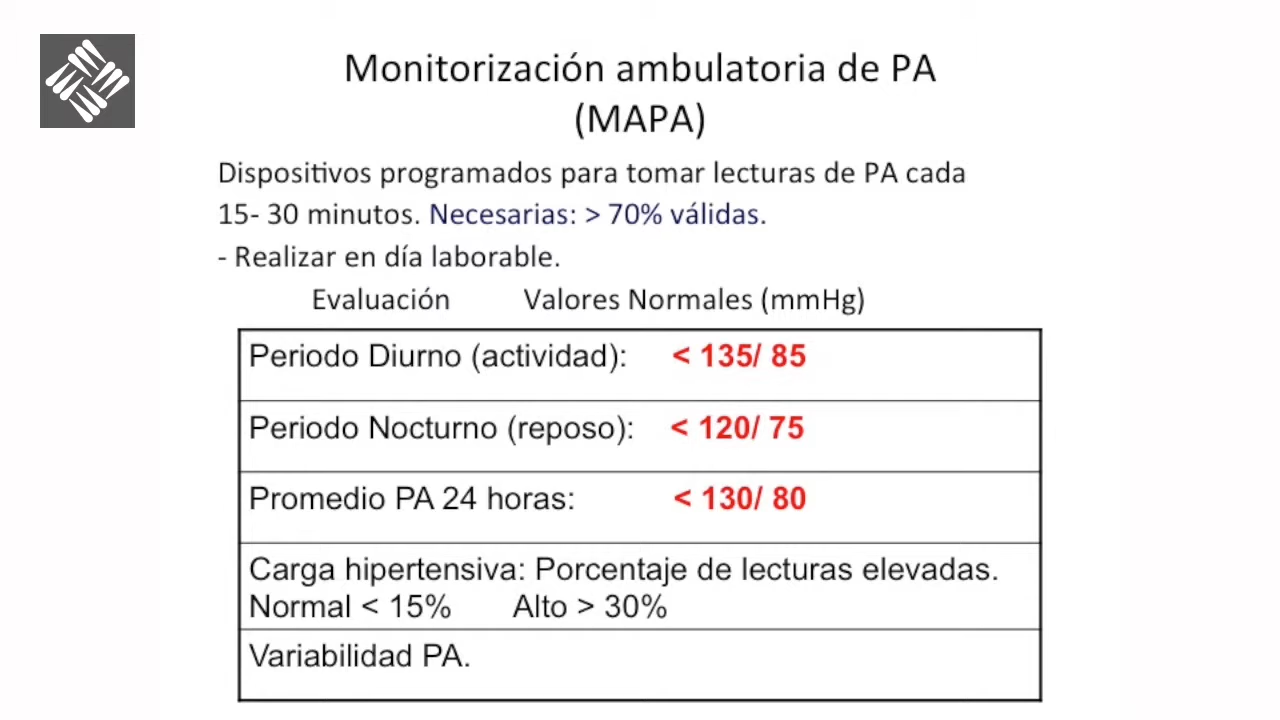 Monitorización ambulatoria de PA
(MAPA)
Dispositivos programados para tomar lecturas de PA cada
15- 30 minutos. Necesarias: > 70% válidas.
- Realizar en día laborable.
Evaluación Valores Normales (mmHg)
Periodo Diurno (actividad): < 135/ 85
Periodo Nocturno (reposo): < 120/ 75
Promedio PA 24 horas: < 130/ 80
Carga hipertensiva: Porcentaje de lecturas elevadas.
Normal < 15% Alto > 30%
Variabilidad PA.